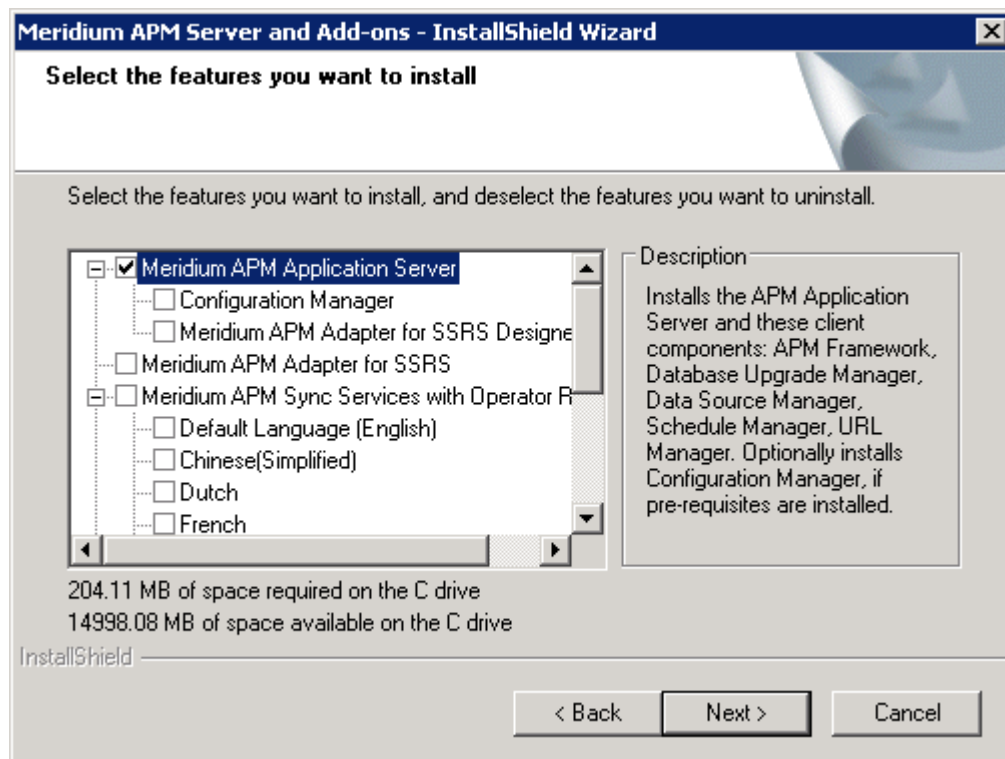 Meridium APM Server and Add-ons - InstallShield Wizard
Select the features you want to install
Select the features you want to install, and deselect the features you want to uninstall.
Meridium APM Application Server
Configuration Manager
Meridium APM Adapter for SSRS Designe
Meridium APM Adapter for SSRS
Meridium APM Sync Services with Operator R
Default Language (English)
Chinese(Simplified)
Dutch
French
Description
Installs the APM Application
Server and these client
components: APM Framework,
Database Upgrade Manager,
Data Source Manager,
Schedule Manager, URL
Manager. Optionally installs
Configuration Manager, if
pre-requisites are installed.
204.11 MB of space required on the C drive
14998.08 MB of space available on the C drive
InstallShield
< Back
Next >
Cancel